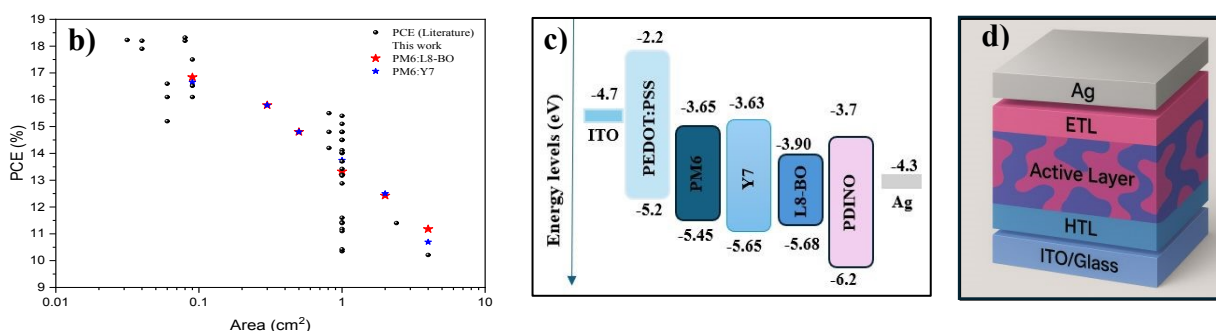 b)
PCE (Literature)
This work
PM6:L8-BO
PM6:Y7
19
18
17
16
15
14
13
12
11
10
9
PCE (%)
0.01
0.1
1
10
Area (cm²)
c)
Energy levels (eV)
-4.7
ITO
-2.2
PEDOT:PSS
-5.2
-3.65
PM6
-5.45
-3.63
Y7
-5.65
-3.90
L8-BO
-5.68
-3.7
PDINO
-6.2
-4.3
Ag
d)
Ag
ETL
Active Layer
HTL
ITO/Glass